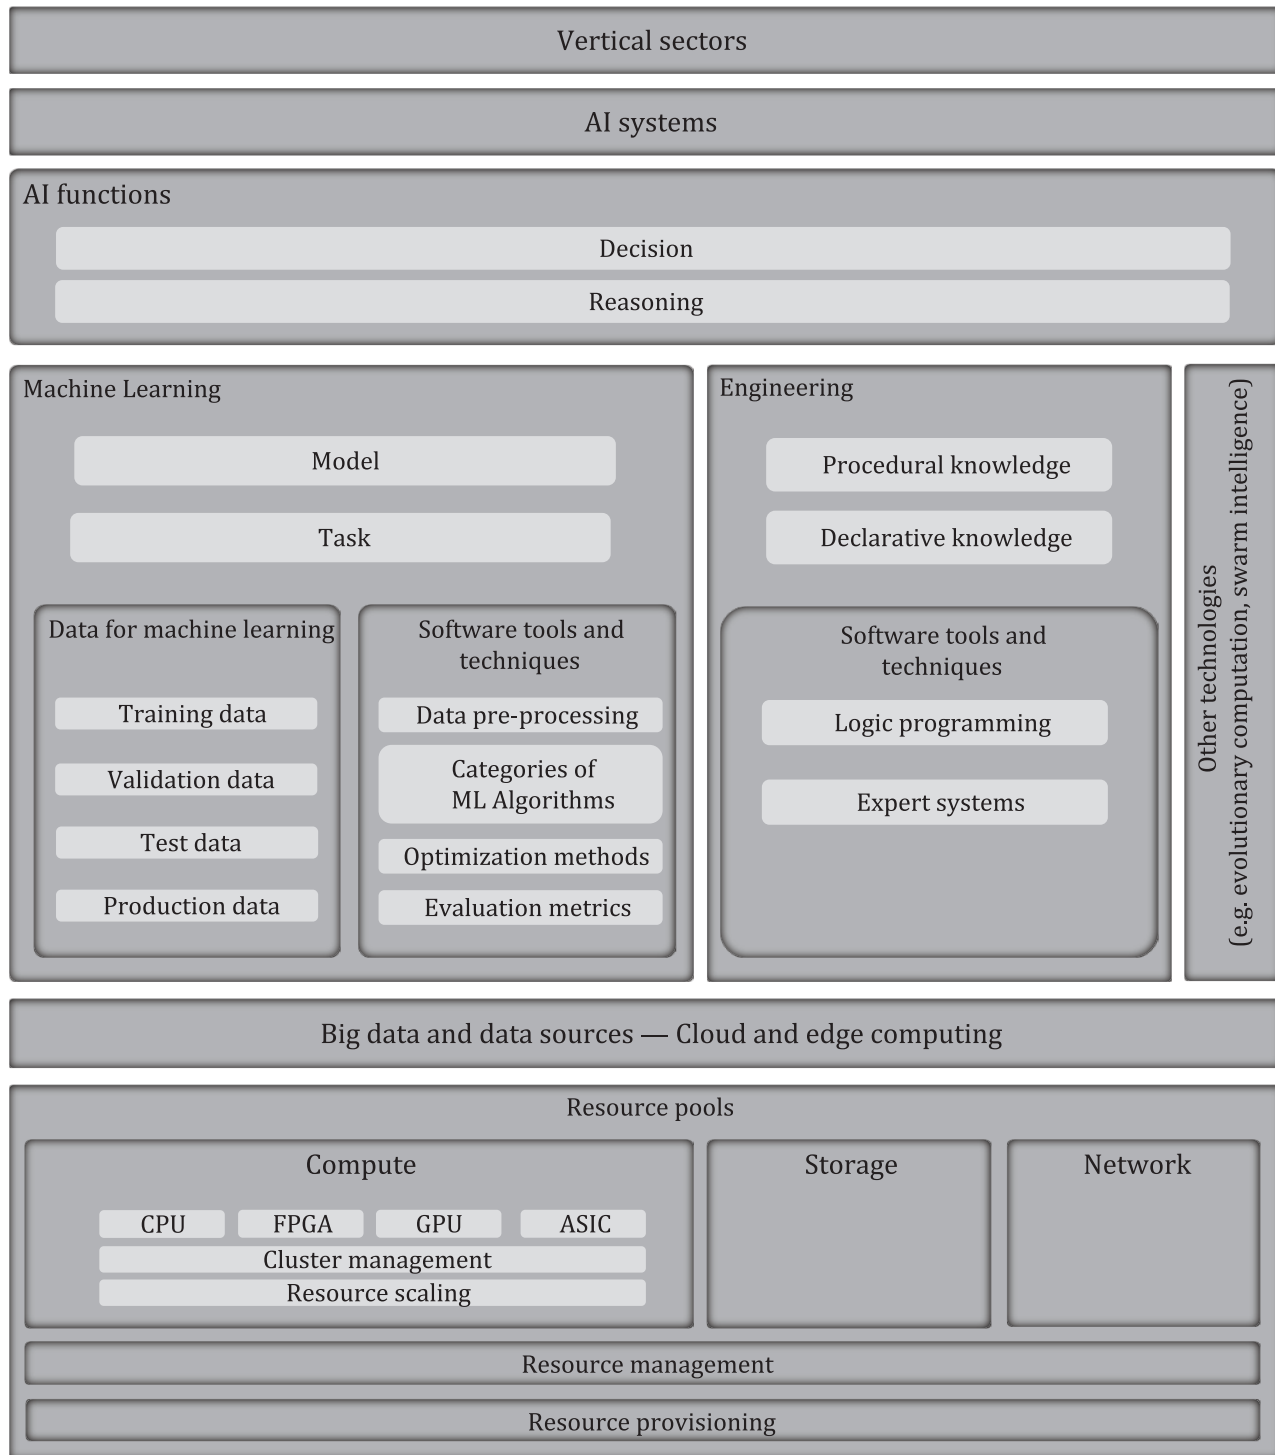 Vertical sectors
AI systems
AI functions
Decision
Reasoning
Machine Learning
Model
Task
Data for machine learning
Training data
Validation data
Test data
Production data
Software tools and
techniques
Data pre-processing
Categories of
ML Algorithms
Optimization methods
Evaluation metrics
Engineering
Procedural knowledge
Declarative knowledge
Software tools and
techniques
Logic programming
Expert systems
Other technologies
(e.g. evolutionary computation, swarm intelligence)
Big data and data sources — Cloud and edge computing
Resource pools
Compute
CPU
FPGA
GPU
ASIC
Cluster management
Resource scaling
Storage
Network
Resource management
Resource provisioning